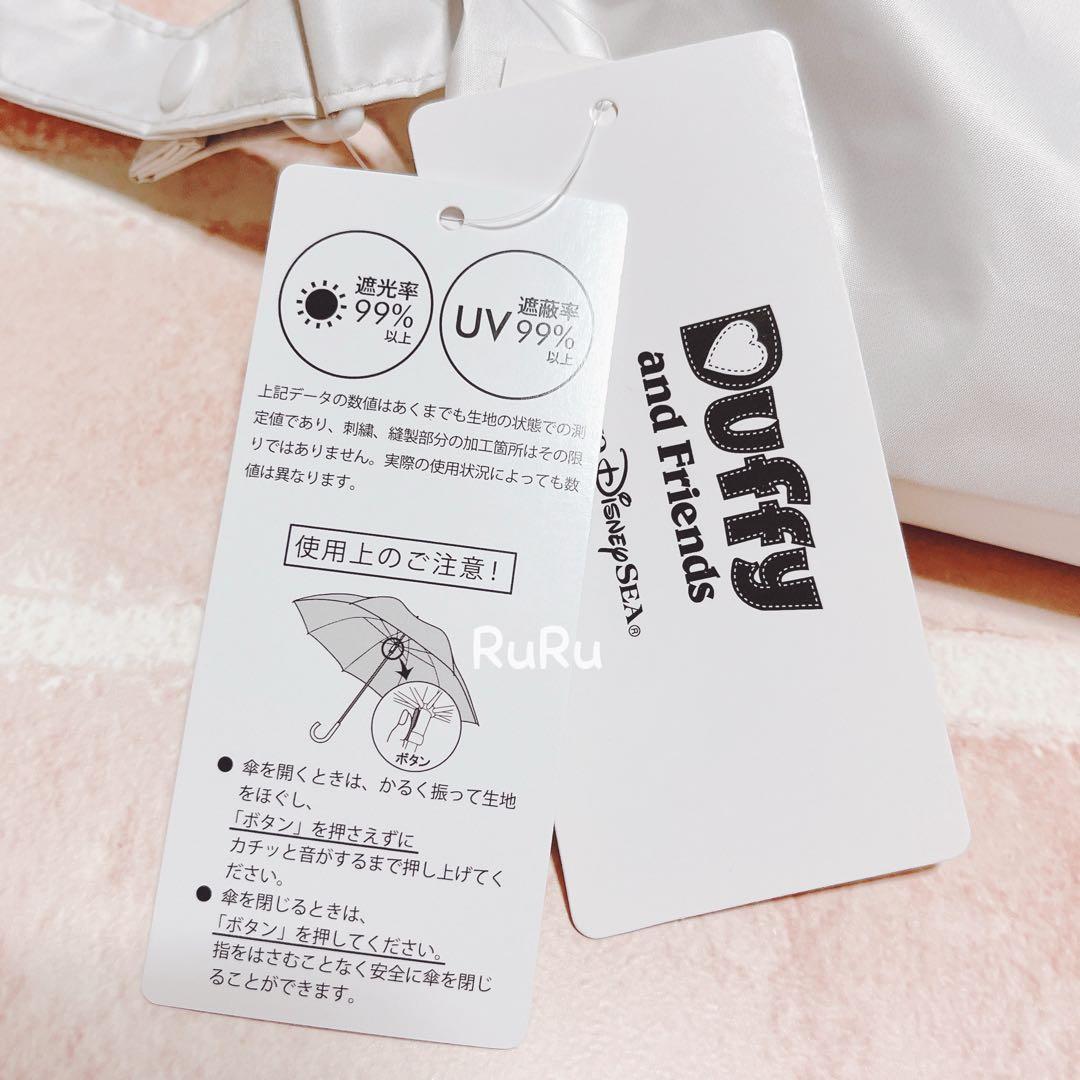 遮光率
99%
以上
UV
遮蔽率
99%
以上
上記データの数値はあくまでも生地の状態での測
定値であり、刺繍、縫製部分の加工箇所はその限
りではありません。実際の使用状況によっても数
値は異なります。
使用上のご注意!
ボタン
● 傘を開くときは、かるく振って生地
をほぐし、
「ボタン」を押さえずに
カチッと音がするまで押し上げてく
ださい。
● 傘を閉じるときは、
「ボタン」を押してください。
指をはさむことなく安全に傘を閉じ
ることができます。
Duffy
and Friends
DISNEYSEA®
RuRu